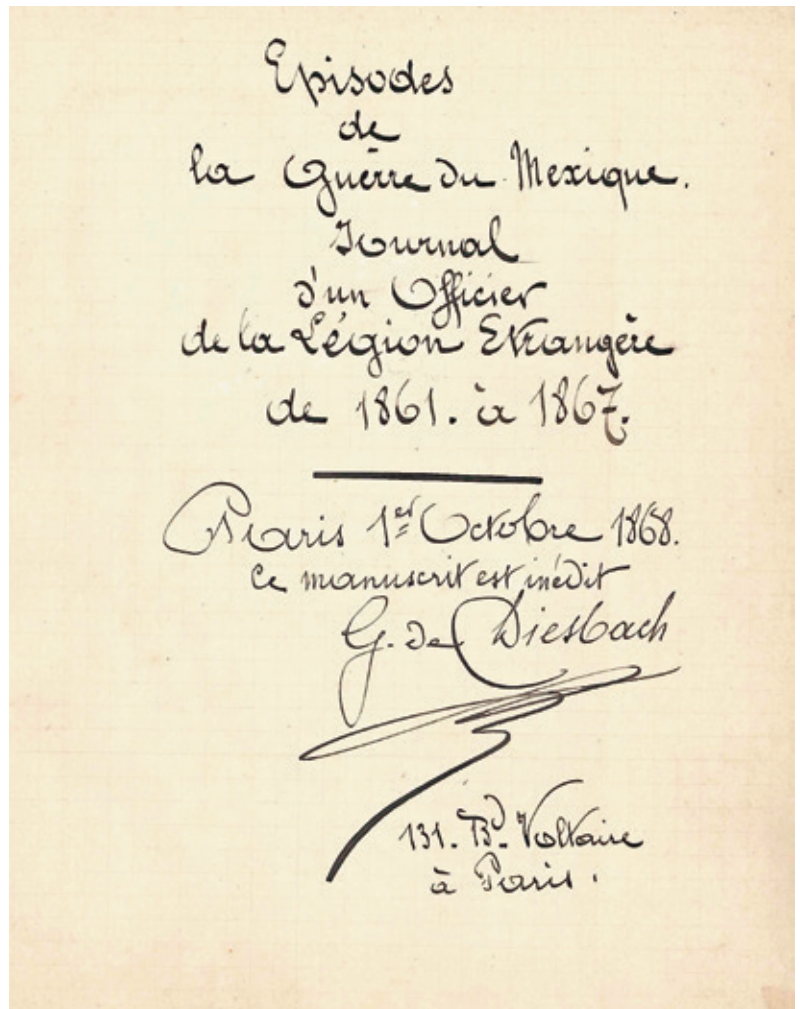 Episodes
de
la Guerre du Mexique.
Journal
d'un Officier
de la Légion Etrangère
de 1861. à 1867.
Paris 1er Octobre 1868.
Ce manuscrit est inédit
G. de Diesbach
131. Bd. Voltaire
à Paris.